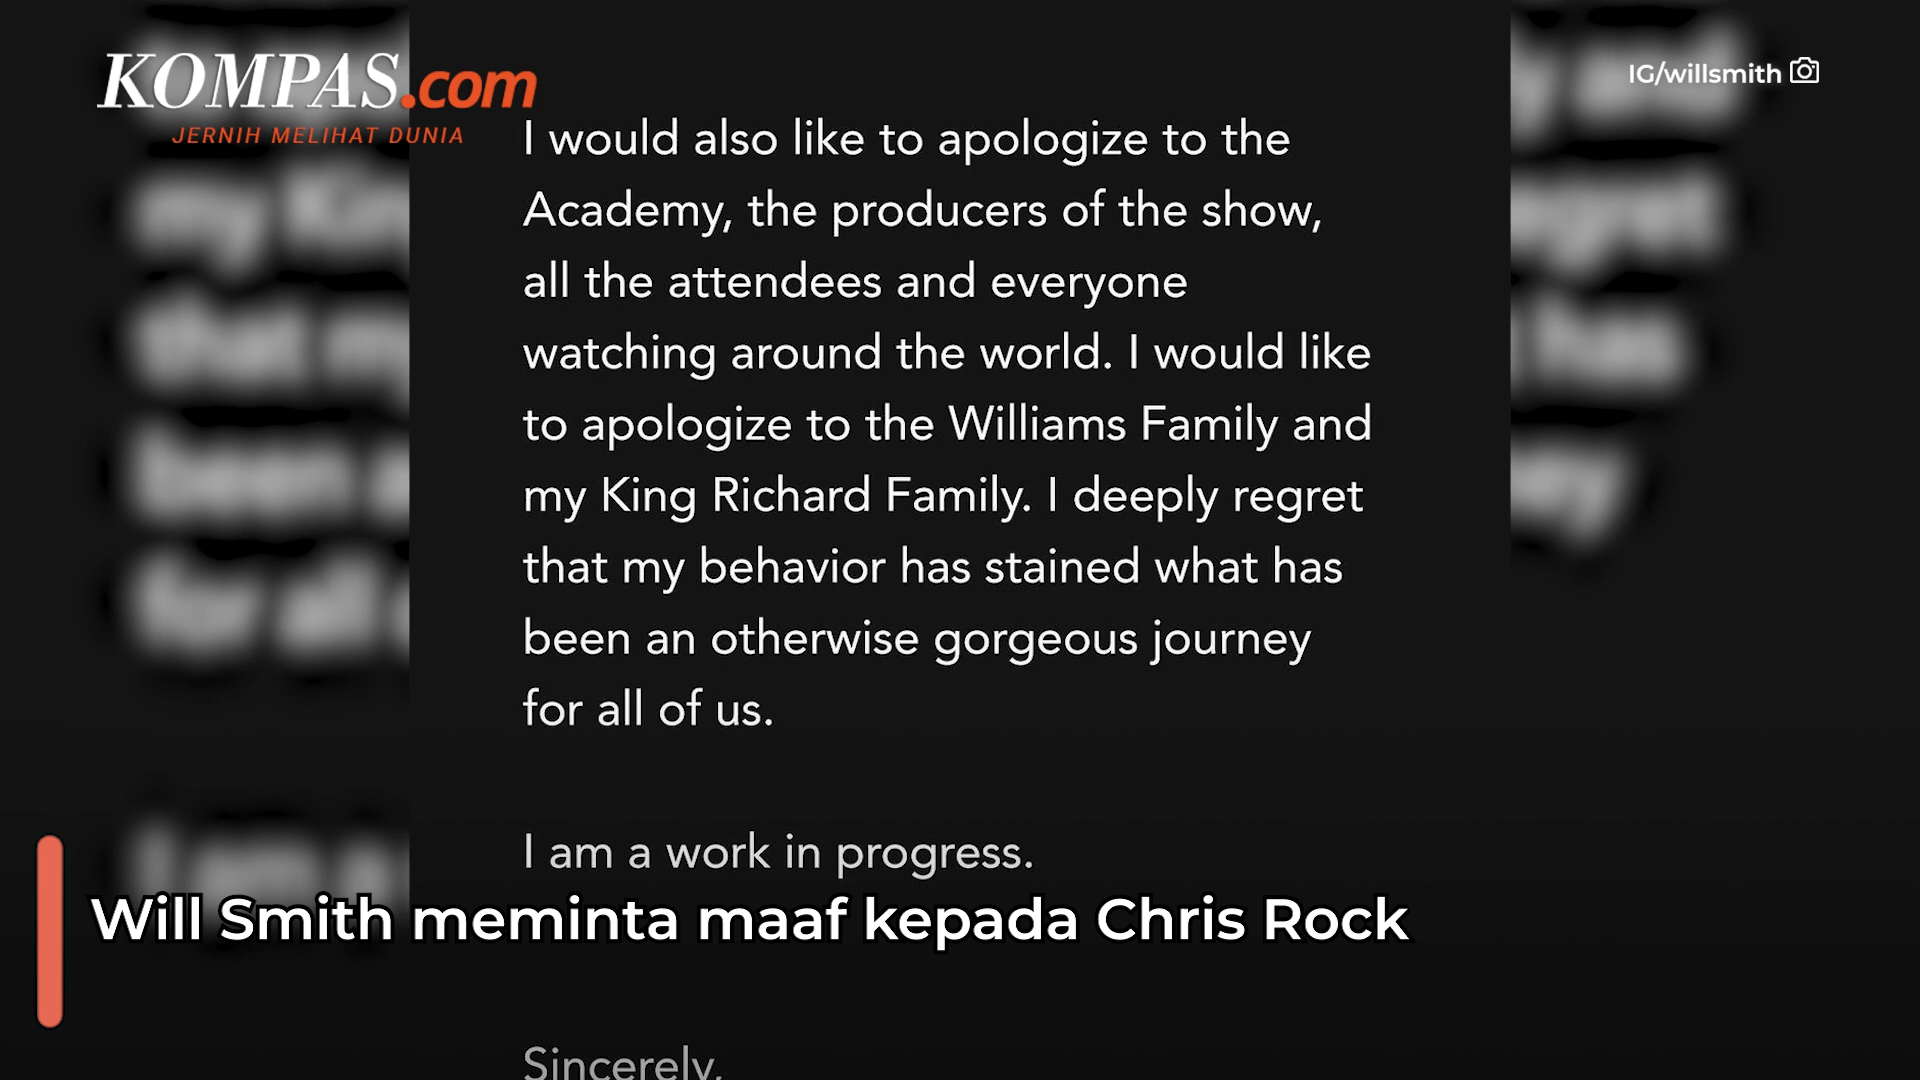 KOMPAS.com
JERNIH MELIHAT DUNIA
IG/willsmith
I would also like to apologize to the
Academy, the producers of the show,
all the attendees and everyone
watching around the world. I would like
to apologize to the Williams Family and
my King Richard Family. I deeply regret
that my behavior has stained what has
been an otherwise gorgeous journey
for all of us.
I am a work in progress.
Will Smith meminta maaf kepada Chris Rock
Sincerely,